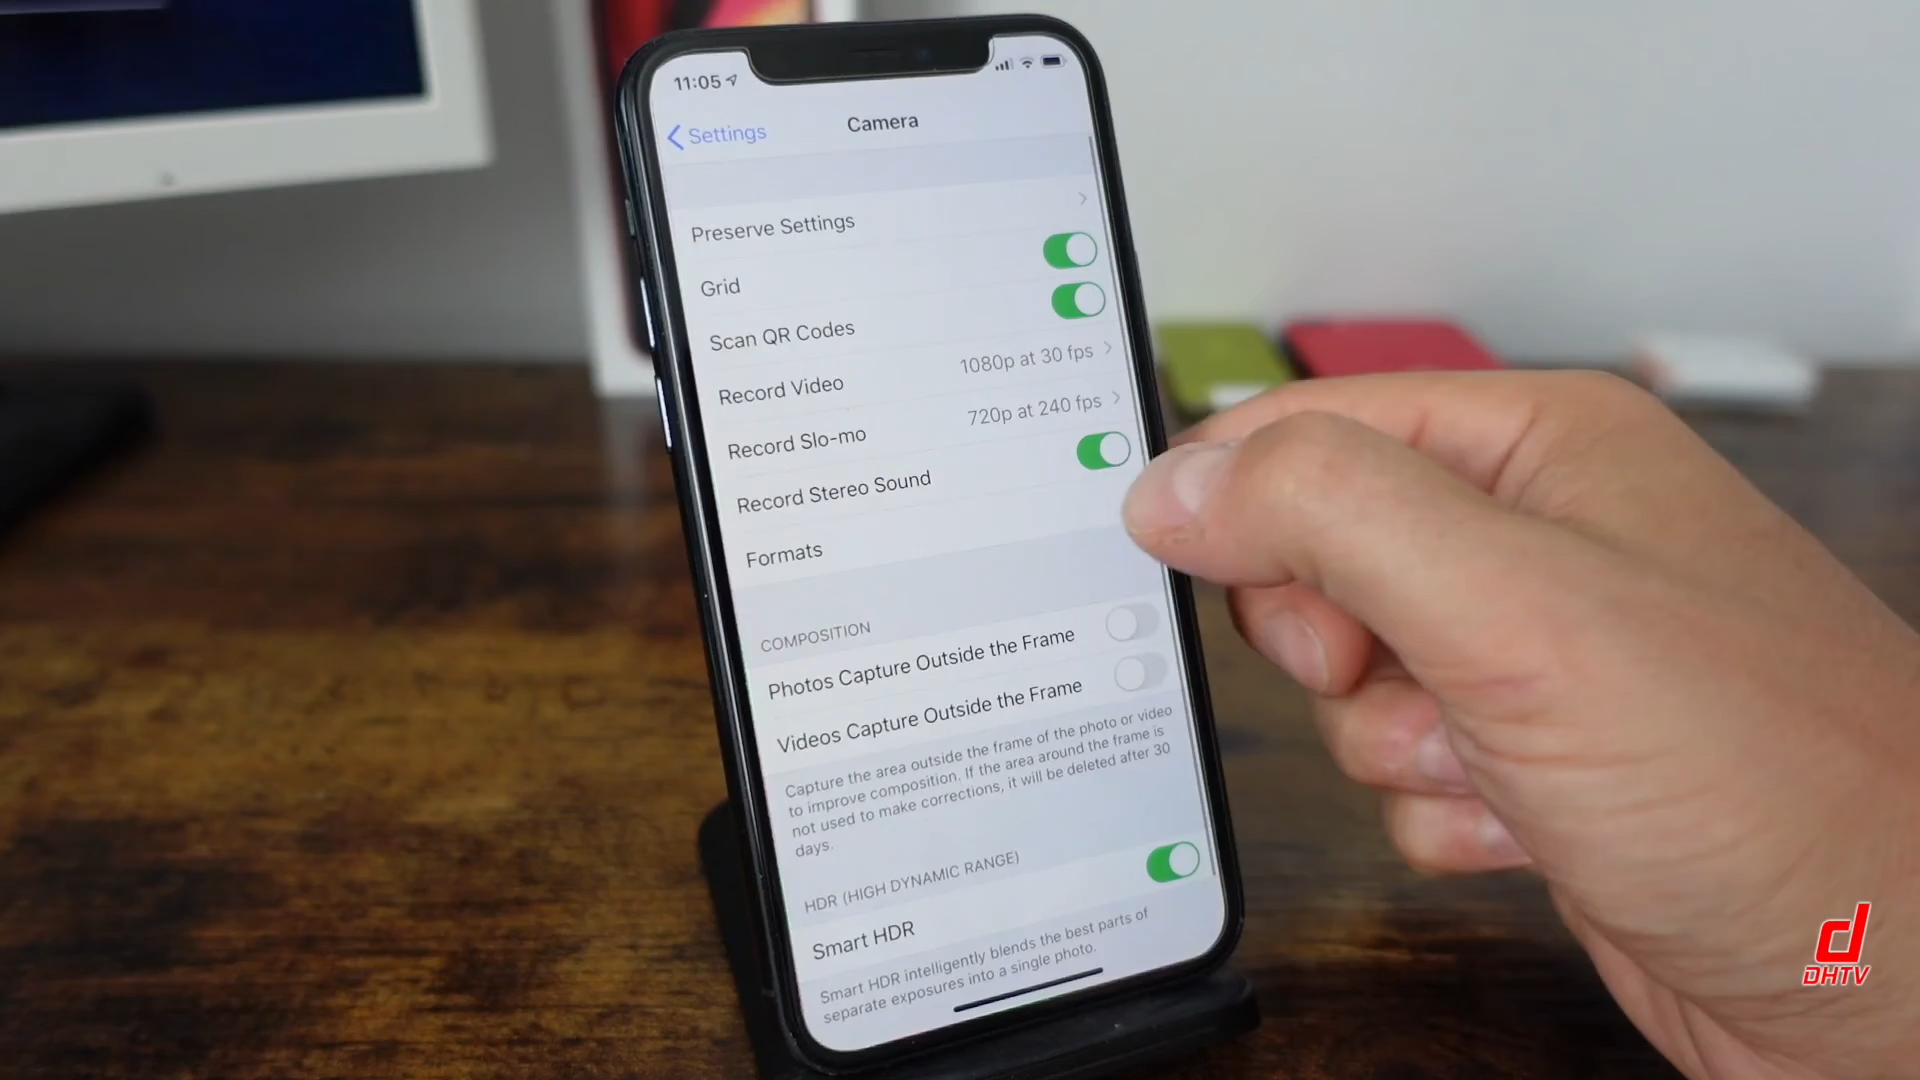 11:05
Settings
Camera
Preserve Settings
Grid
Scan QR Codes
Record Video 1080p at 30 fps
Record Slo-mo 720p at 240 fps
Record Stereo Sound
Formats
COMPOSITION
Photos Capture Outside the Frame
Videos Capture Outside the Frame
Capture the area outside the frame of the photo or video
to improve composition. If the area around the frame is
not used to make corrections, it will be deleted after 30
days.
HDR (HIGH DYNAMIC RANGE)
Smart HDR
Smart HDR intelligently blends the best parts of
separate exposures into a single photo.
d
DHTV